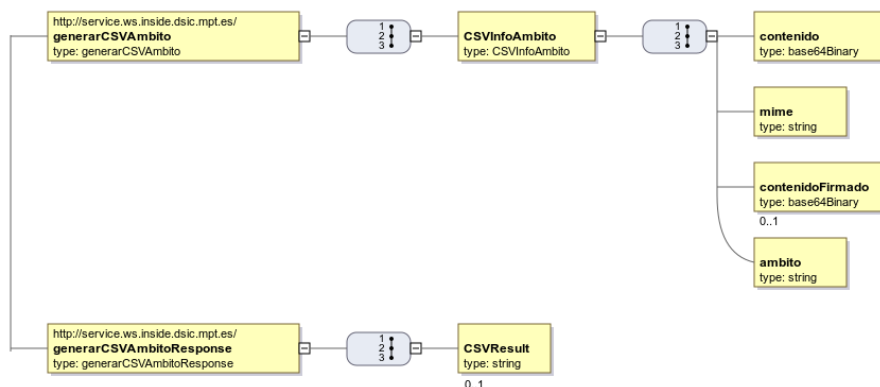 http://service.ws.inside.dsic.mpt.es/
generarCSVAmbito
type: generarCSVAmbito
1
2
3
CSVInfoAmbito
type: CSVInfoAmbito
1
2
3
contenido
type: base64Binary
mime
type: string
contenidoFirmado
type: base64Binary
0..1
ambito
type: string
http://service.ws.inside.dsic.mpt.es/
generarCSVAmbitoResponse
type: generarCSVAmbitoResponse
1
2
3
CSVResult
type: string
0..1